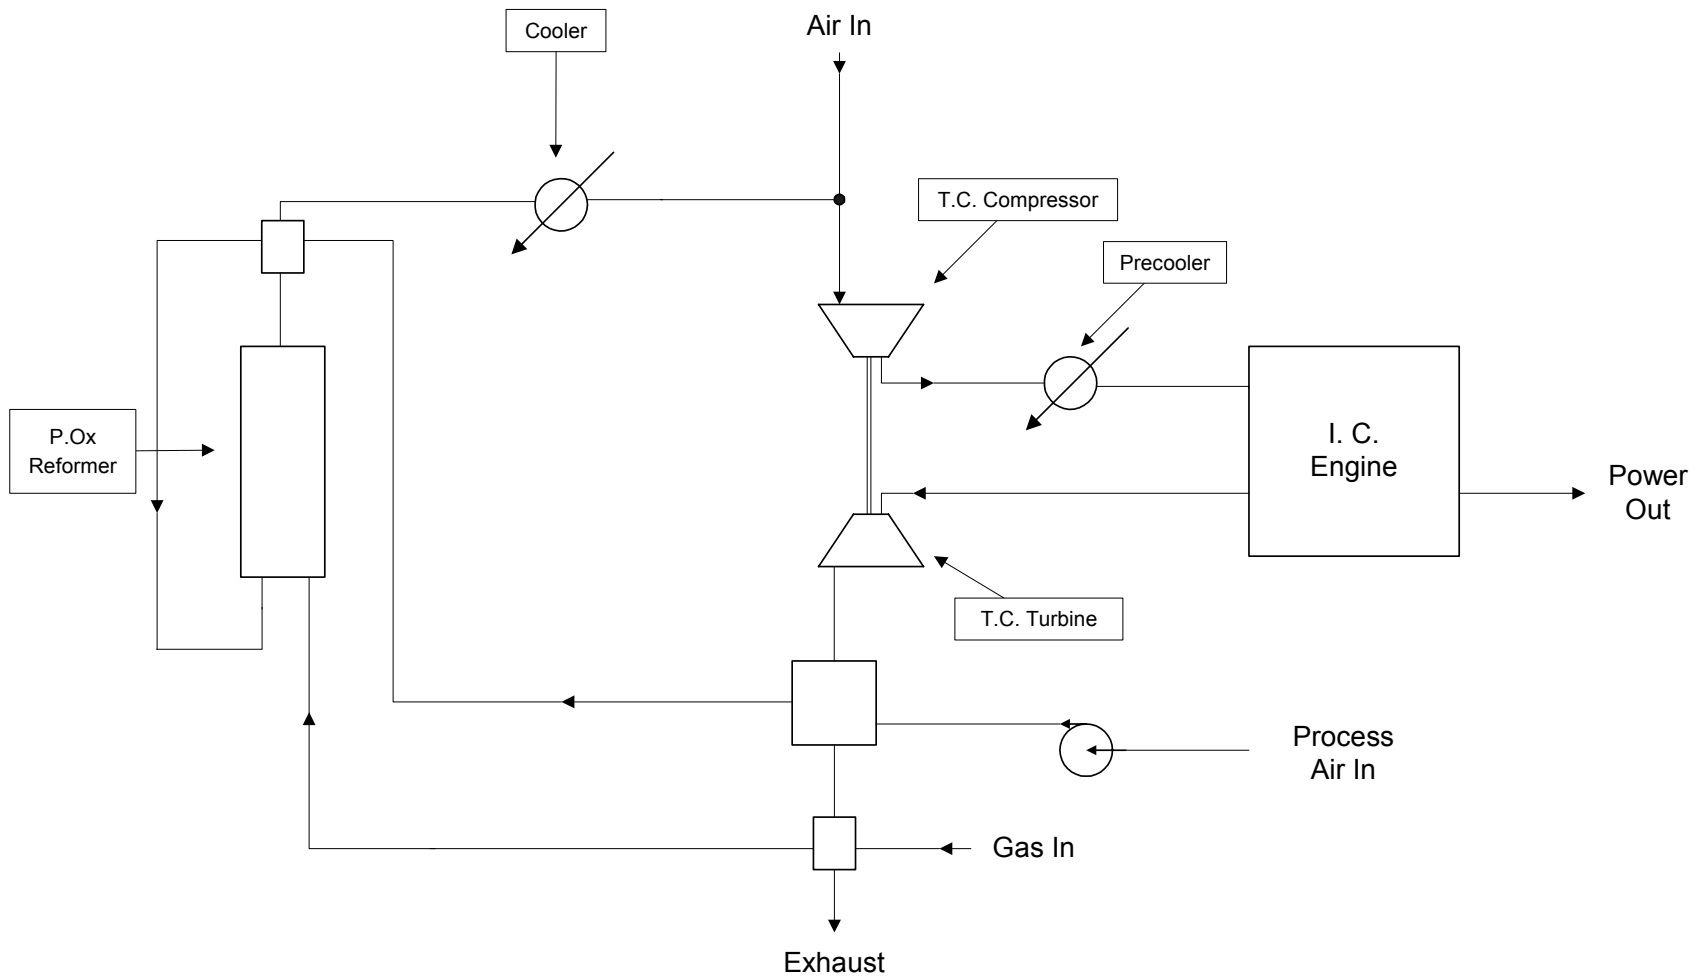 Cooler
Air In
T.C. Compressor
Precooler
P.Ox
Reformer
I. C.
Engine
Power
Out
T.C. Turbine
Process
Air In
Gas In
Exhaust